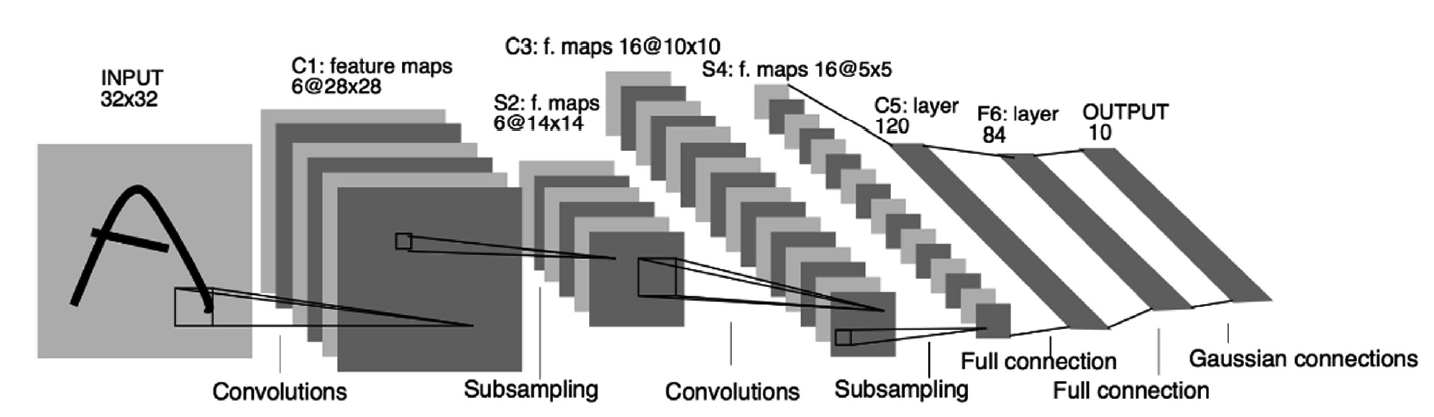 INPUT
32x32
C1: feature maps
6@28x28
S2: f. maps
6@14x14
C3: f. maps 16@10x10
S4: f. maps 16@5x5
C5: layer
120
F6: layer
84
OUTPUT
10
A
Convolutions
Subsampling
Convolutions
Subsampling
Full connection
Full connection
Gaussian connections